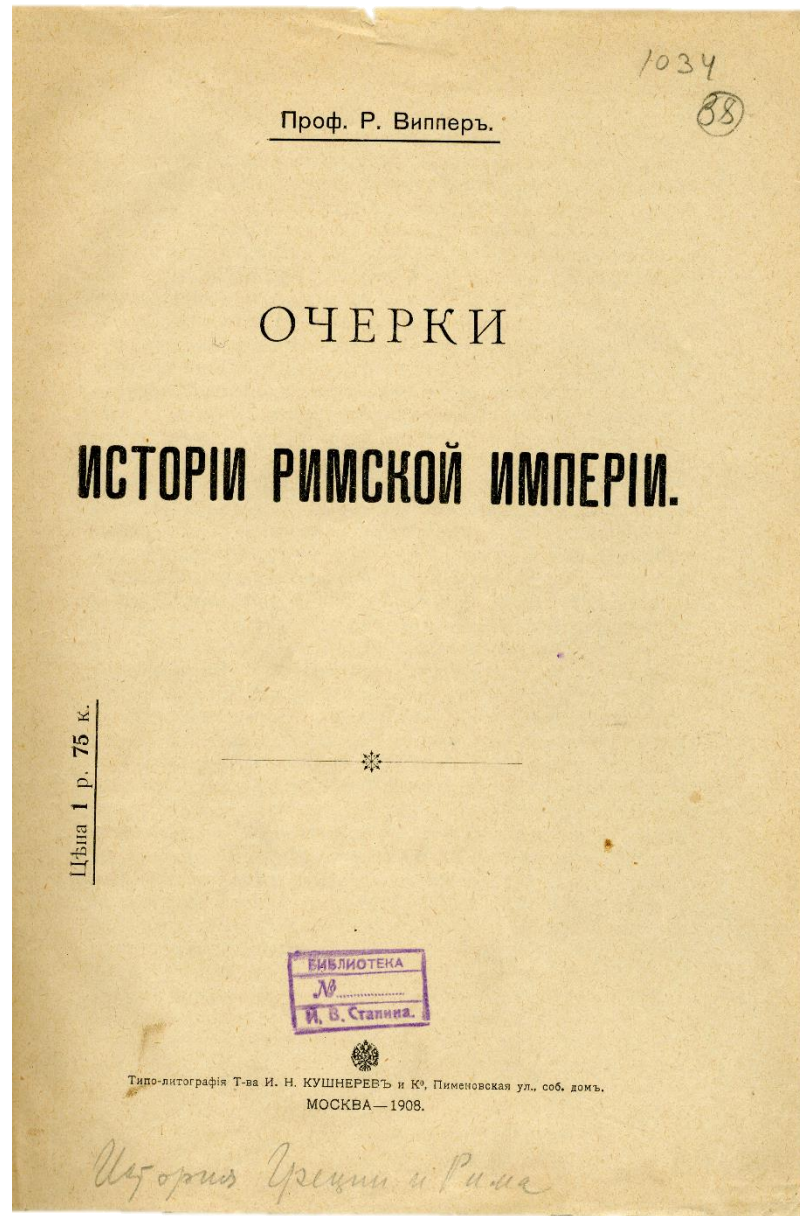 1034
38
Проф. Р. Випперъ.
ОЧЕРКИ
ИСТОРІИ РИМСКОЙ ИМПЕРІИ.
Цѣна 1 р. 75 к.
БИБЛИОТЕКА
№
И. В. Сталина.
Типо-литографія Т-ва И. Н. КУШНЕРЕВЪ и Кº, Пименовская ул., соб. домъ.
МОСКВА—1908.
История Греции и Рима